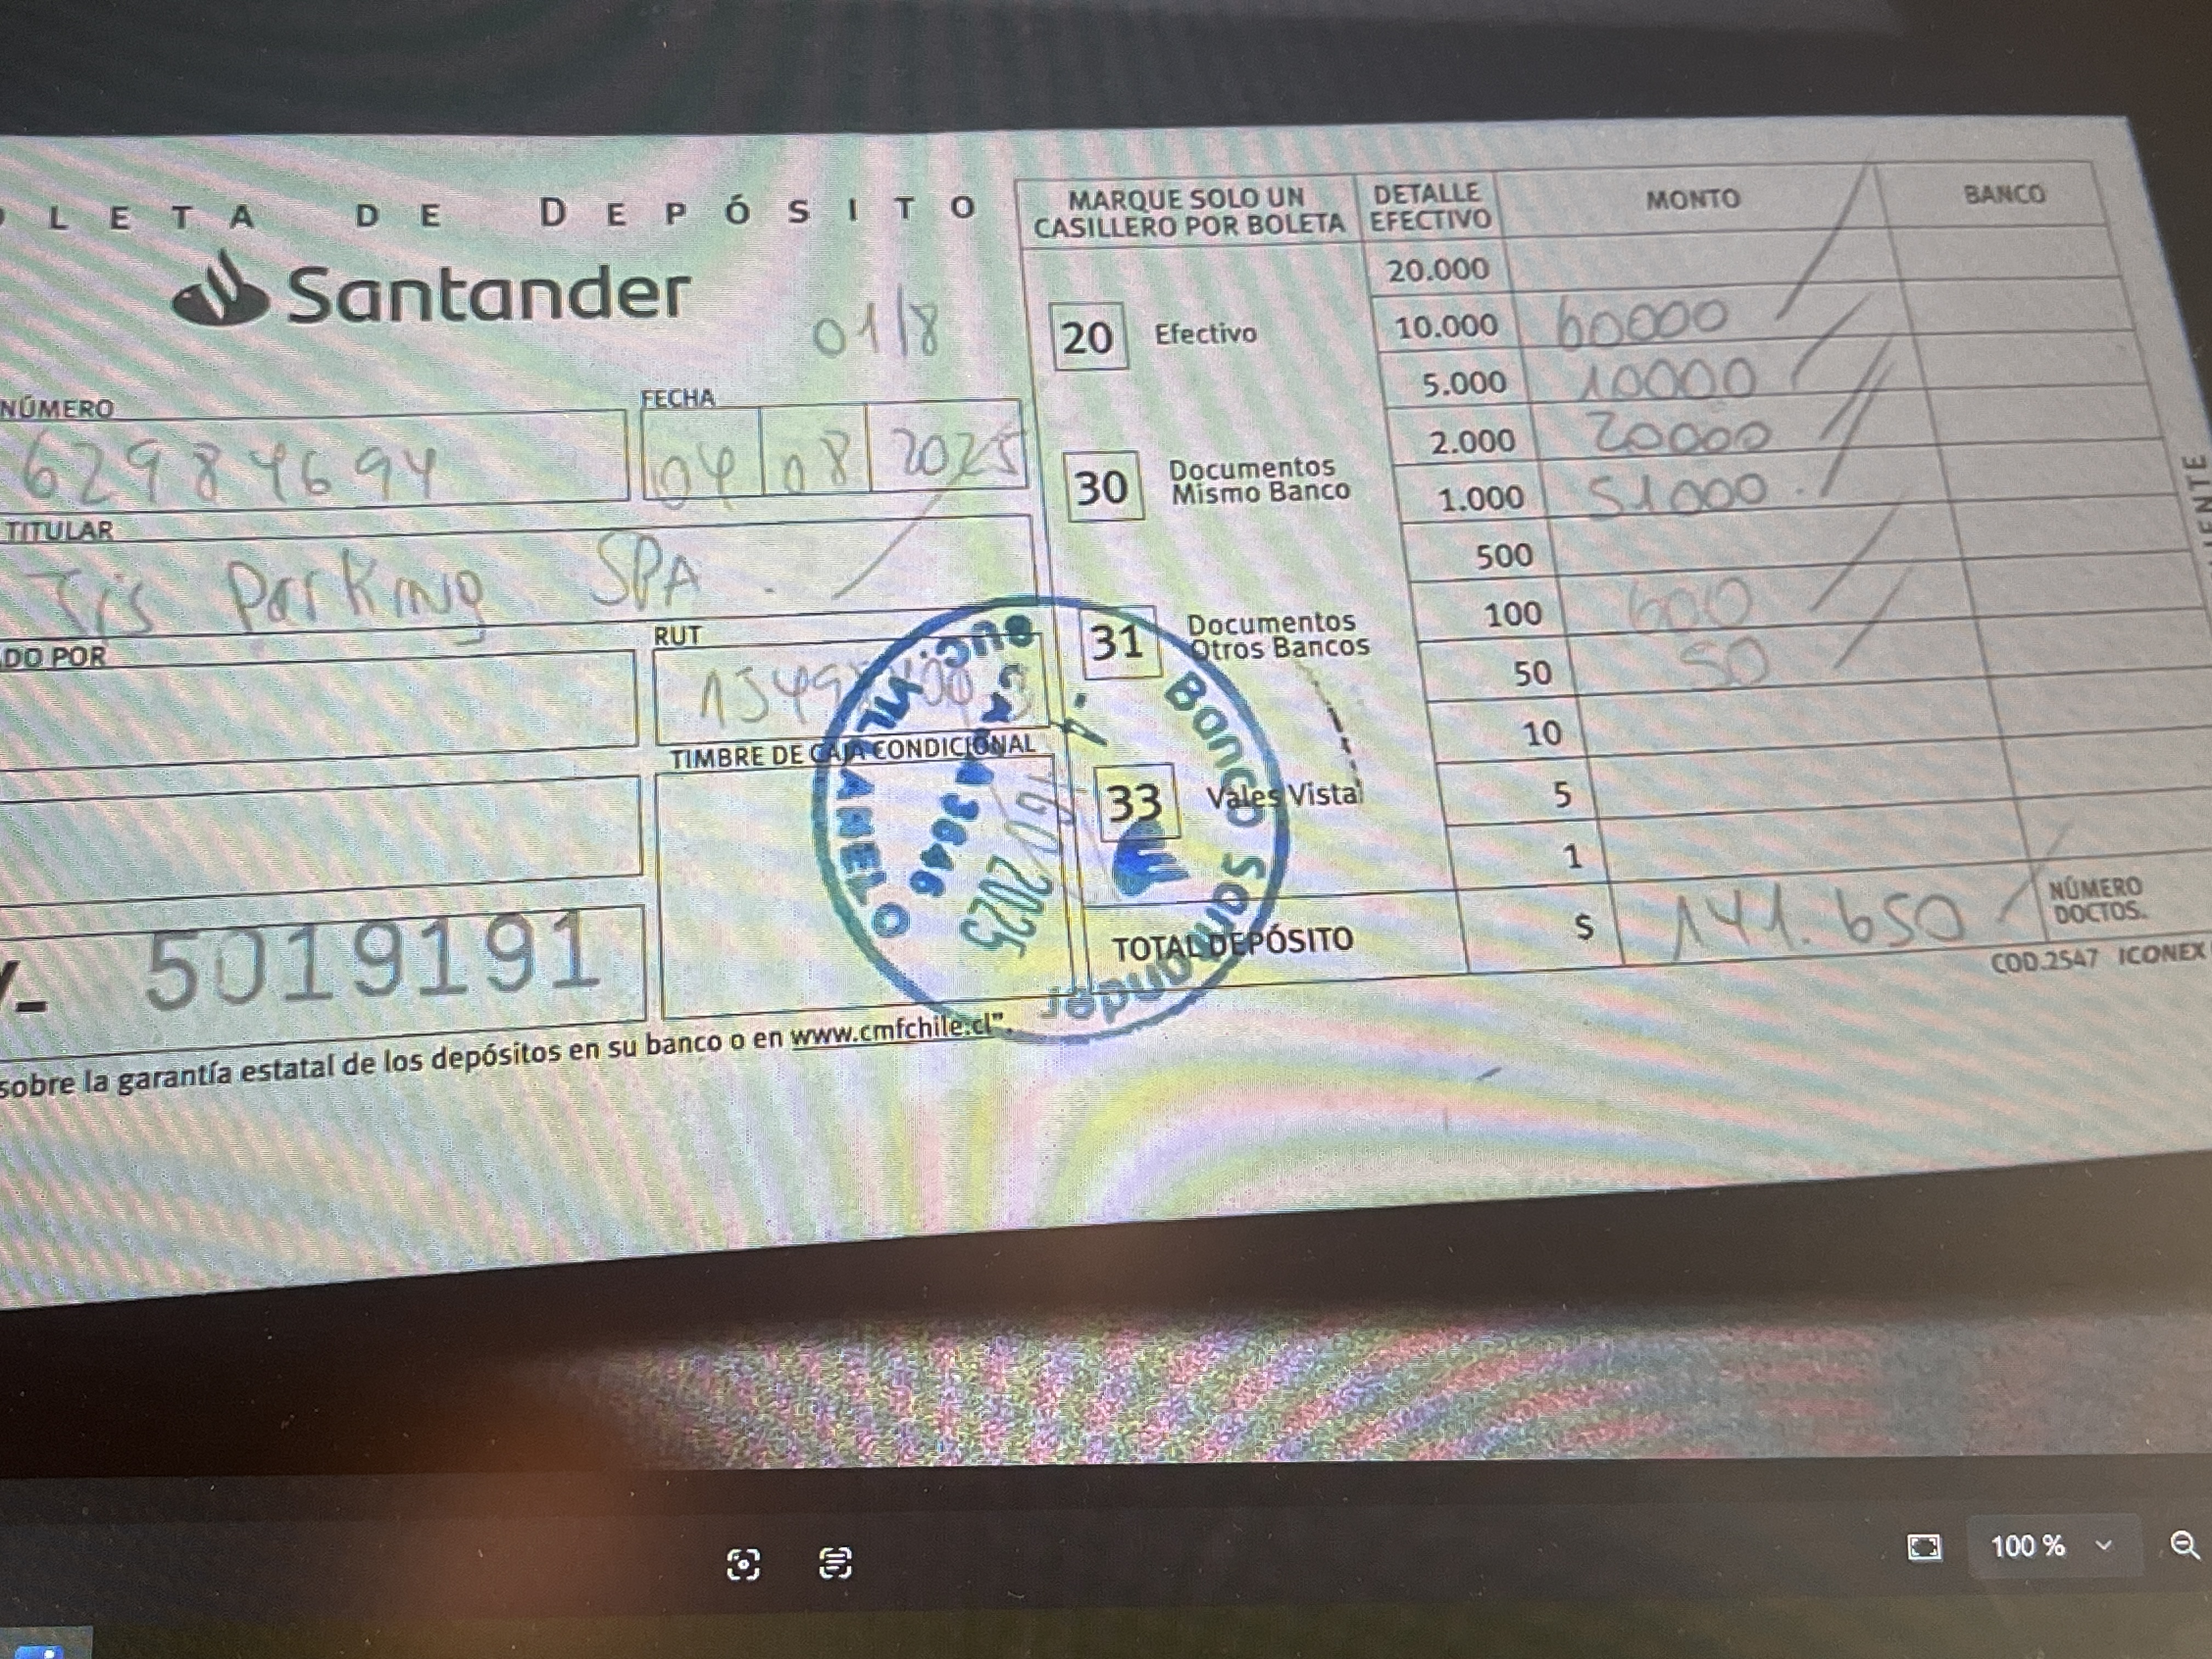 LETA DE DEPÓSITO
Santander
01/8
NÚMERO
62984694
FECHA
04 08 2025
TITULAR
Tis Parking SPA.
DO POR
RUT
TIMBRE DE CAJA CONDICIONAL
5019191
sobre la garantía estatal de los depósitos en su banco o en www.cmfchile.cl".
MARQUE SOLO UN
CASILLERO POR BOLETA
20 Efectivo
30 Documentos
Mismo Banco
31 Documentos
Otros Bancos
33 Vales Vista
DETALLE
EFECTIVO
MONTO
BANCO
20.000
10.000 60000
5.000 10000
2.000 20000
1.000 51000
500
100 600
50 50
10
5
1
TOTAL DEPÓSITO $ 141.650
NÚMERO
DOCTOS.
COD.2547 ICONEX
Banco Santander
2025
100 %